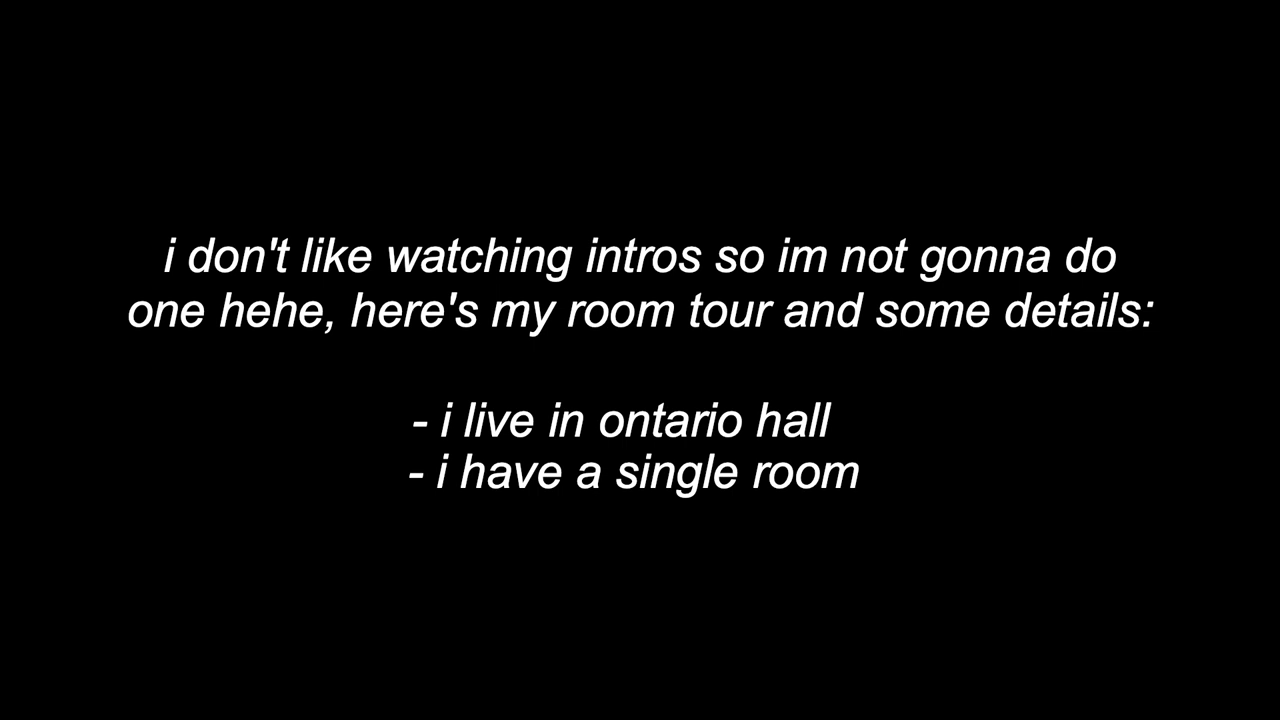 i don't like watching intros so im not gonna do
one hehe, here's my room tour and some details:
- i live in ontario hall
- i have a single room